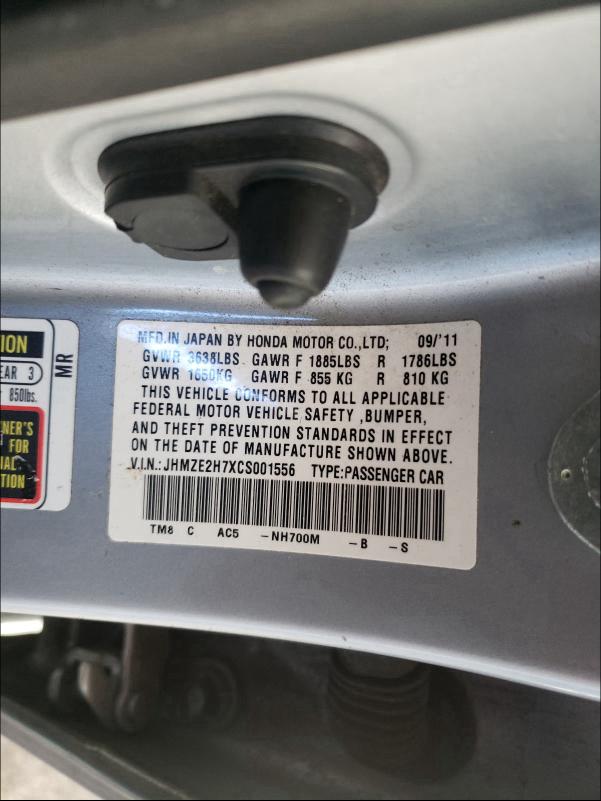 ION
EAR 3
850lbs.
MR
ENER'S
FOR
TION
MFD.IN JAPAN BY HONDA MOTOR CO.,LTD; 09/'11
GVWR 3638LBS GAWR F 1885LBS R 1786LBS
GVWR 1650KG GAWR F 855 KG R 810 KG
THIS VEHICLE CONFORMS TO ALL APPLICABLE
FEDERAL MOTOR VEHICLE SAFETY ,BUMPER,
AND THEFT PREVENTION STANDARDS IN EFFECT
ON THE DATE OF MANUFACTURE SHOWN ABOVE.
V.I.N.:JHMZE2H7XCS001556 TYPE:PASSENGER CAR
TM8 C AC5 -NH700M -B -S